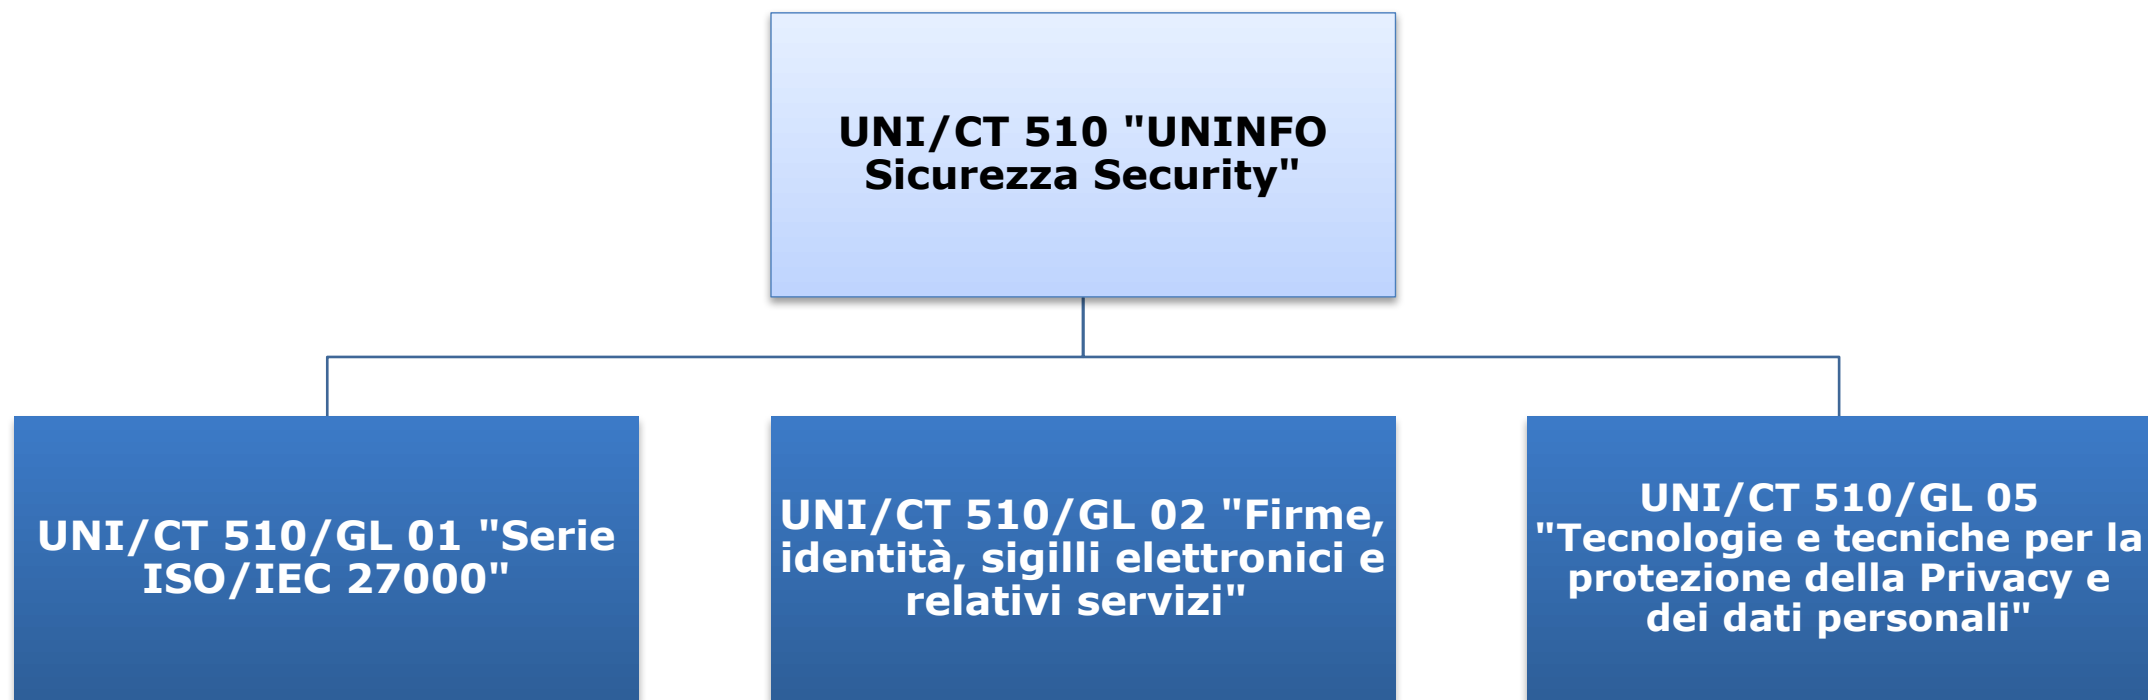 UNI/CT 510 "UNINFO
Sicurezza Security"
UNI/CT 510/GL 01 "Serie
ISO/IEC 27000"
UNI/CT 510/GL 02 "Firme,
identità, sigilli elettronici e
relativi servizi"
UNI/CT 510/GL 05
"Tecnologie e tecniche per la
protezione della Privacy e
dei dati personali"